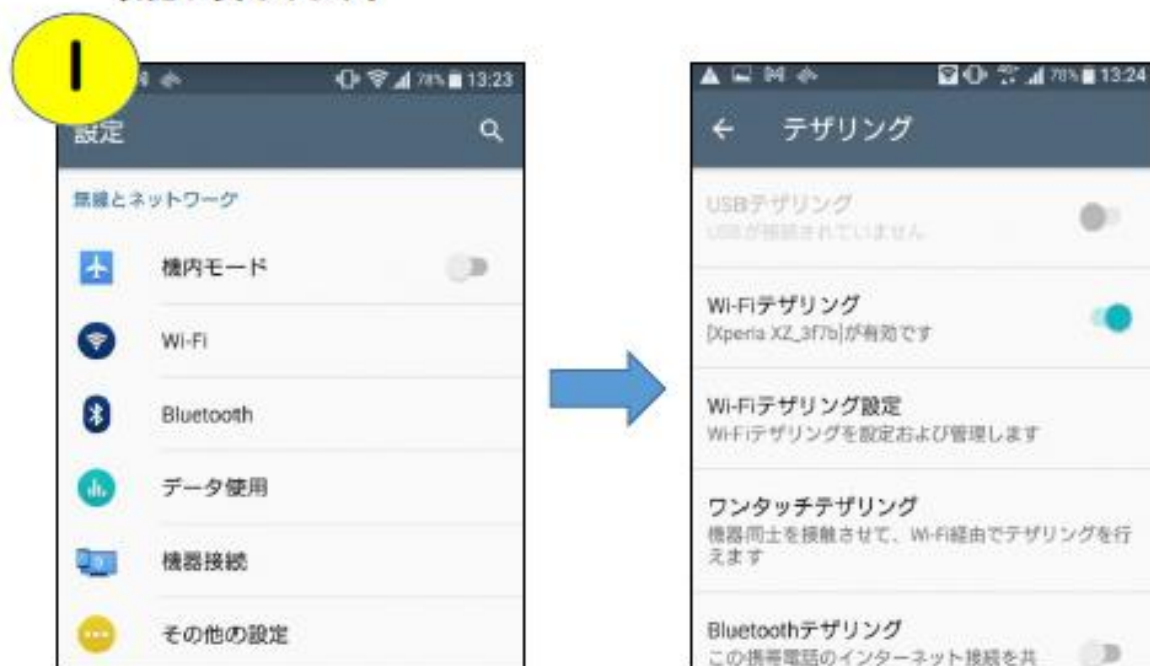 1
78% 13:23
設定
無線とネットワーク
機内モード
Wi-Fi
Bluetooth
データ使用
機器接続
その他の設定
78% 13:24
テザリング
USBテザリング
USBが接続されていません
Wi-Fiテザリング
[Xperia XZ_3f7b]が有効です
Wi-Fiテザリング設定
Wi-Fiテザリングを設定および管理します
ワンタッチテザリング
機器同士を接触させて、Wi-Fi経由でテザリングを行
えます
Bluetoothテザリング
この携帯電話のインターネット接続を共